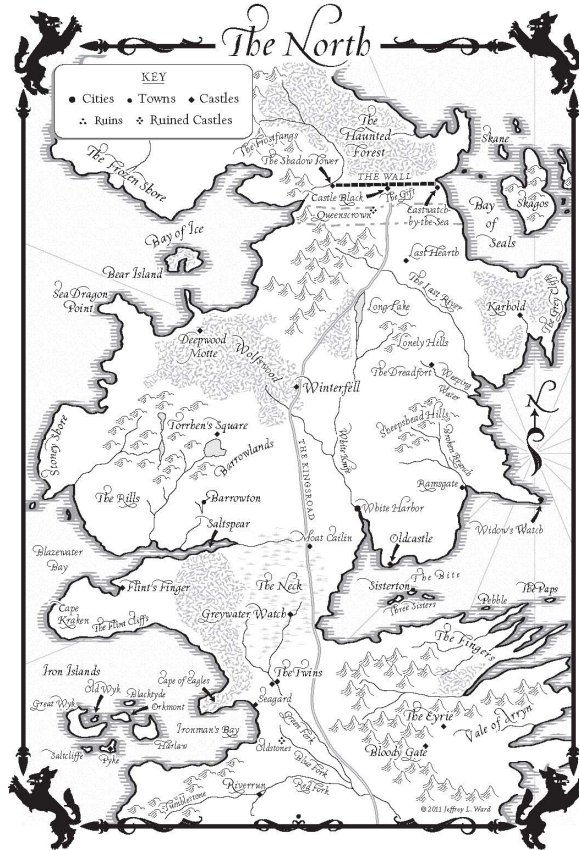 The North
KEY
Cities
Towns
Castles
Ruins
Ruined Castles
The Haunted
Forest
The Frostfangs
The Shadow Tower
The Frozen Shore
THE WALL
Castle Black
The Gift
Queenscrown
Eastwatch-
by-the-Sea
Skane
Skagos
Bay
of
Seals
Bay of Ice
Bear Island
Last Hearth
The Last River
Sea Dragon
Point
Long Lake
Karhold
The Grey Cliffs
Deepwood
Motte
Wolfswood
Lonely Hills
The Dreadfort
Weeping
Water
Winterfell
Sheepshead Hills
Broken Branch
Torrhen's Square
Stoney Shore
Barrowlands
THE KINGSROAD
White Knife
The Rills
Ramsgate
Barrowton
White Harbor
Widow's Watch
Saltspear
Moat Cailin
Oldcastle
Blazewater
Bay
The Bite
Flint's Finger
The Neck
Sisterton
The Paps
Pebble
Three Sisters
Cape
Kraken
The Flint Cliffs
Greywater Watch
The Fingers
Iron Islands
Cape of Eagles
The Twins
Old Wyk
Great Wyk
Blacktyde
Orkmont
Seagard
Ironman's Bay
Green Fork
The Eyrie
Vale of Arryn
Harlaw
Saltcliffe
Pyke
Oldstones
Blue Fork
Bloody Gate
Riverrun
Red Fork
Tumblestone
© 2011 Jeffrey L. Ward